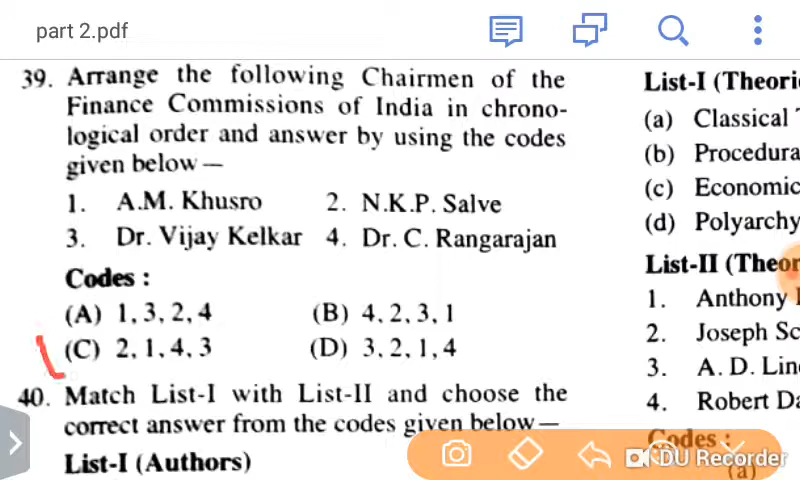 part 2.pdf
39. Arrange the following Chairmen of the
Finance Commissions of India in chrono-
logical order and answer by using the codes
given below —
1. A.M. Khusro 2. N.K.P. Salve
3. Dr. Vijay Kelkar 4. Dr. C. Rangarajan
Codes :
(A) 1, 3, 2, 4 (B) 4, 2, 3, 1
(C) 2, 1, 4, 3 (D) 3, 2, 1, 4
40. Match List-I with List-II and choose the
correct answer from the codes given below—
List-I (Authors)
List-I (Theori
(a) Classical
(b) Procedura
(c) Economic
(d) Polyarchy
List-II (Theor
1. Anthony
2. Joseph Sc
3. A. D. Lin
4. Robert Da
Codes :
(a)
DU Recorder